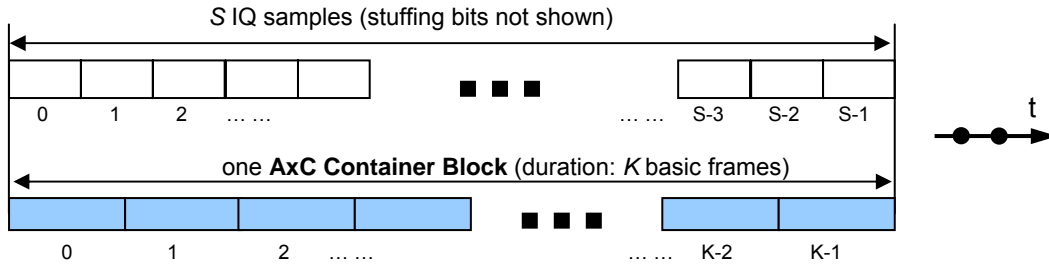 S IQ samples (stuffing bits not shown)
0 1 2 … … … … S-3 S-2 S-1
t
one AxC Container Block (duration: K basic frames)
0 1 2 … … … … K-2 K-1